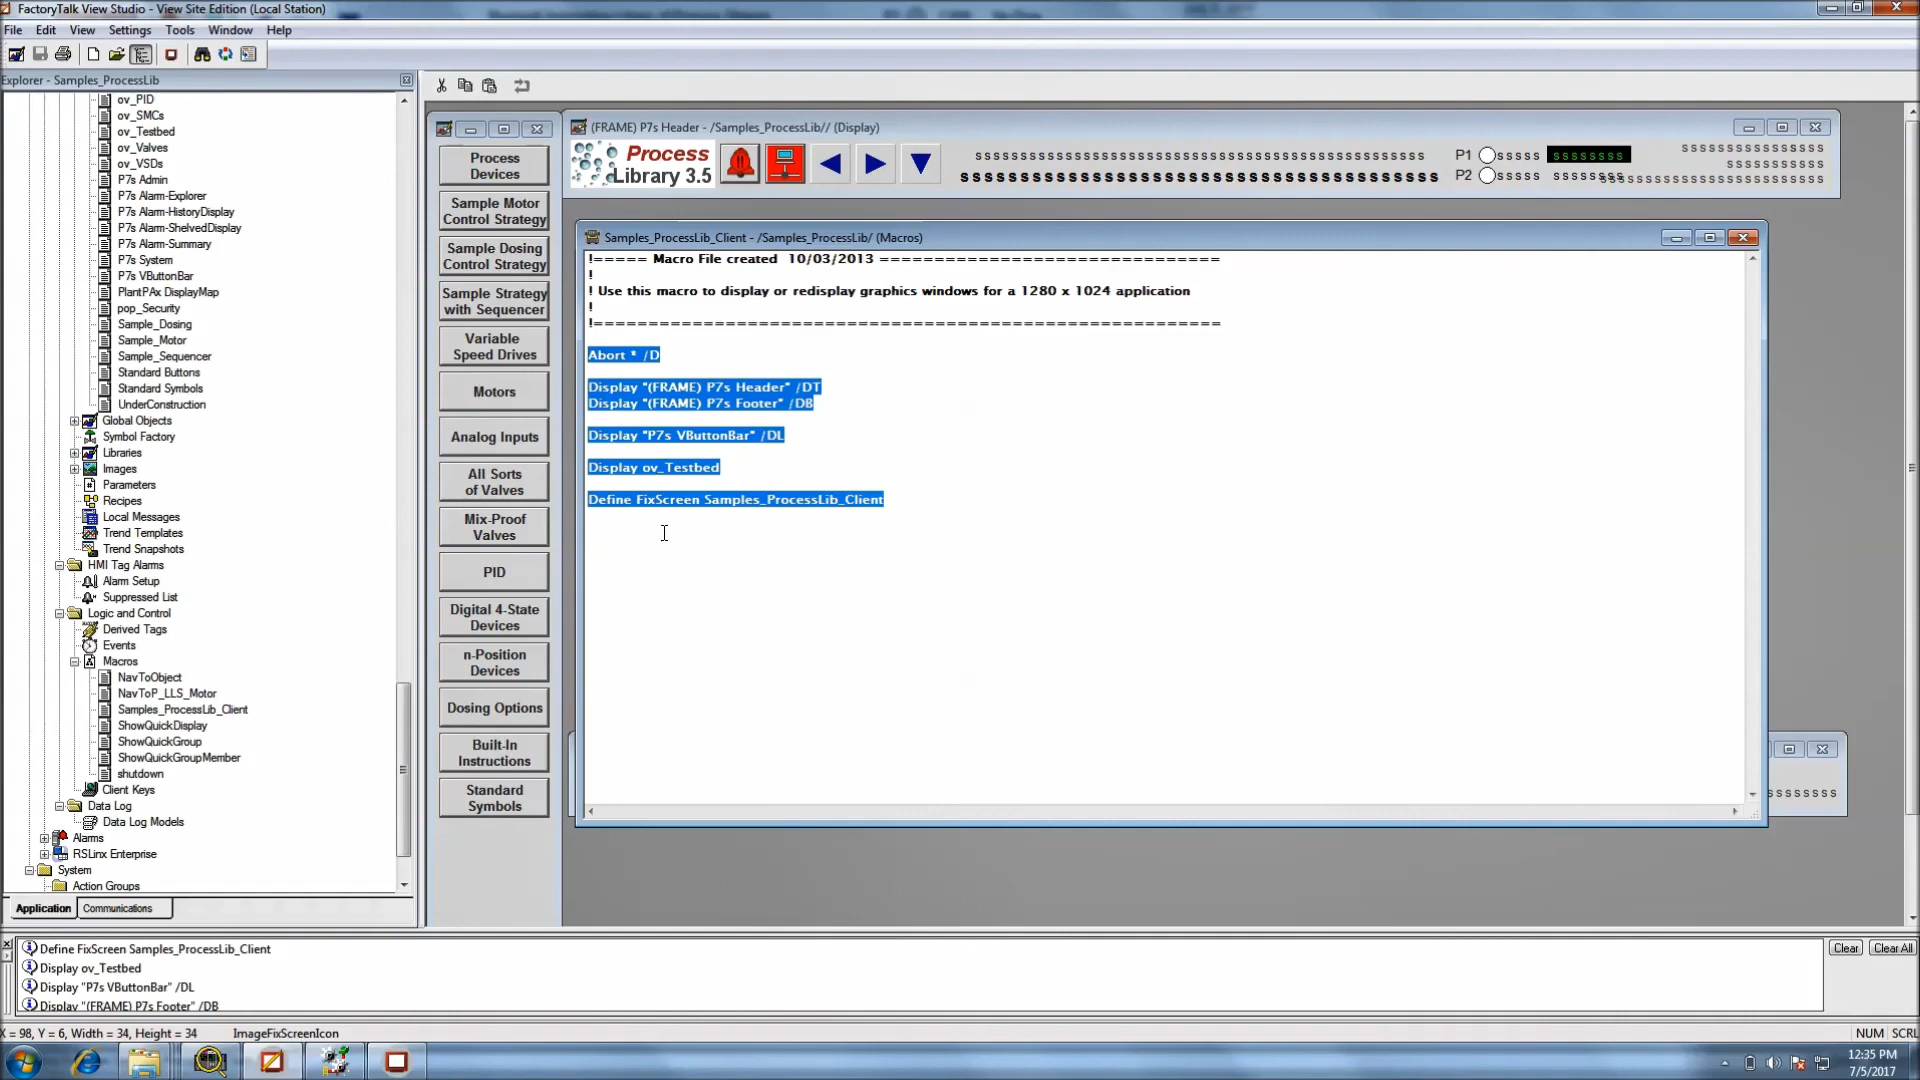 FactoryTalk View Studio - View Site Edition (Local Station)
File Edit View Settings Tools Window Help
Explorer - Samples_ProcessLib
ov_PID
ov_SMCs
ov_Testbed
ov_Valves
ov_VSDs
P7s Admin
P7s Alarm-Explorer
P7s Alarm-HistoryDisplay
P7s Alarm-ShelvedDisplay
P7s Alarm-Summary
P7s System
P7s VButtonBar
PlantPAx DisplayMap
pop_Security
Sample_Dosing
Sample_Motor
Sample_Sequencer
Standard Buttons
Standard Symbols
UnderConstruction
Global Objects
Symbol Factory
Libraries
Images
Parameters
Recipes
Local Messages
Trend Templates
Trend Snapshots
HMI Tag Alarms
Alarm Setup
Suppressed List
Logic and Control
Derived Tags
Events
Macros
NavToObject
NavToP_LLS_Motor
Samples_ProcessLib_Client
ShowQuickDisplay
ShowQuickGroup
ShowQuickGroupMember
shutdown
Client Keys
Data Log
Data Log Models
Alarms
RSLinx Enterprise
System
Action Groups
Application Communications
Process
Devices
Sample Motor
Control Strategy
Sample Dosing
Control Strategy
Sample Strategy
with Sequencer
Variable
Speed Drives
Motors
Analog Inputs
All Sorts
of Valves
Mix-Proof
Valves
PID
Digital 4-State
Devices
n-Position
Devices
Dosing Options
Built-In
Instructions
Standard
Symbols
(FRAME) P7s Header - /Samples_ProcessLib// (Display)
Process
Library 3.5
P1 sssss ssssssss
P2 sssss
Samples_ProcessLib_Client - /Samples_ProcessLib/ (Macros)
!===== Macro File created 10/03/2013 ===============================
!
! Use this macro to display or redisplay graphics windows for a 1280 x 1024 application
!
!=========================================================
Abort * /D
Display "(FRAME) P7s Header" /DT
Display "(FRAME) P7s Footer" /DB
Display "P7s VButtonBar" /DL
Display ov_Testbed
Define FixScreen Samples_ProcessLib_Client
ssssssss
Define FixScreen Samples_ProcessLib_Client
Display ov_Testbed
Display "P7s VButtonBar" /DL
Display "(FRAME) P7s Footer" /DB
Clear Clear All
X = 98, Y = 6, Width = 34, Height = 34 ImageFixScreenIcon
NUM SCRL
12:35 PM
7/5/2017